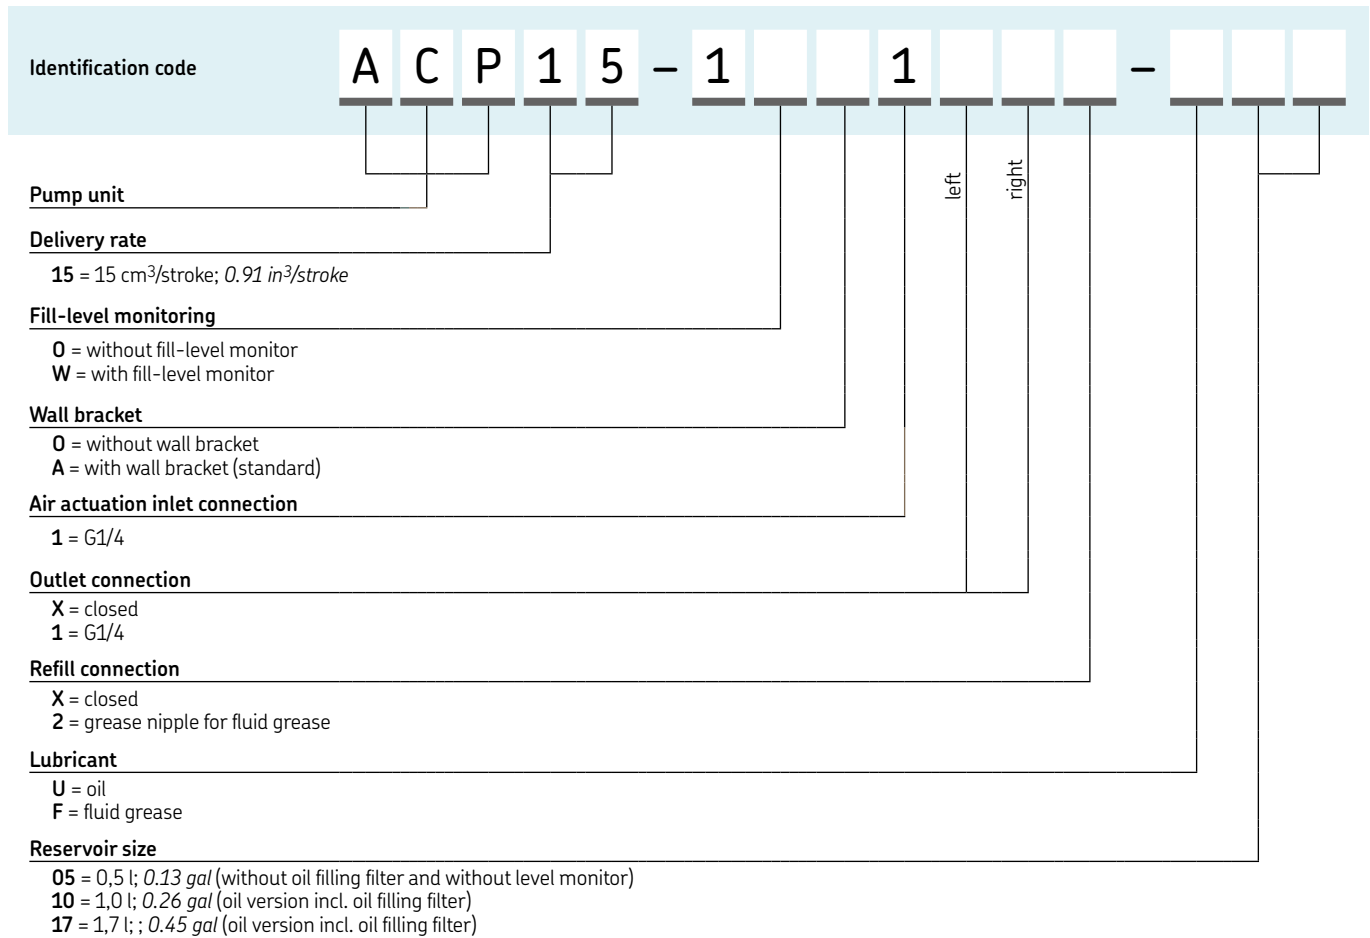 Identification code A C P 1 5 – 1 1 –
left right
Pump unit
Delivery rate
15 = 15 cm³/stroke; 0.91 in³/stroke
Fill-level monitoring
0 = without fill-level monitor
W = with fill-level monitor
Wall bracket
0 = without wall bracket
A = with wall bracket (standard)
Air actuation inlet connection
1 = G1/4
Outlet connection
X = closed
1 = G1/4
Refill connection
X = closed
2 = grease nipple for fluid grease
Lubricant
U = oil
F = fluid grease
Reservoir size
05 = 0,5 l; 0.13 gal (without oil filling filter and without level monitor)
10 = 1,0 l; 0.26 gal (oil version incl. oil filling filter)
17 = 1,7 l; ; 0.45 gal (oil version incl. oil filling filter)